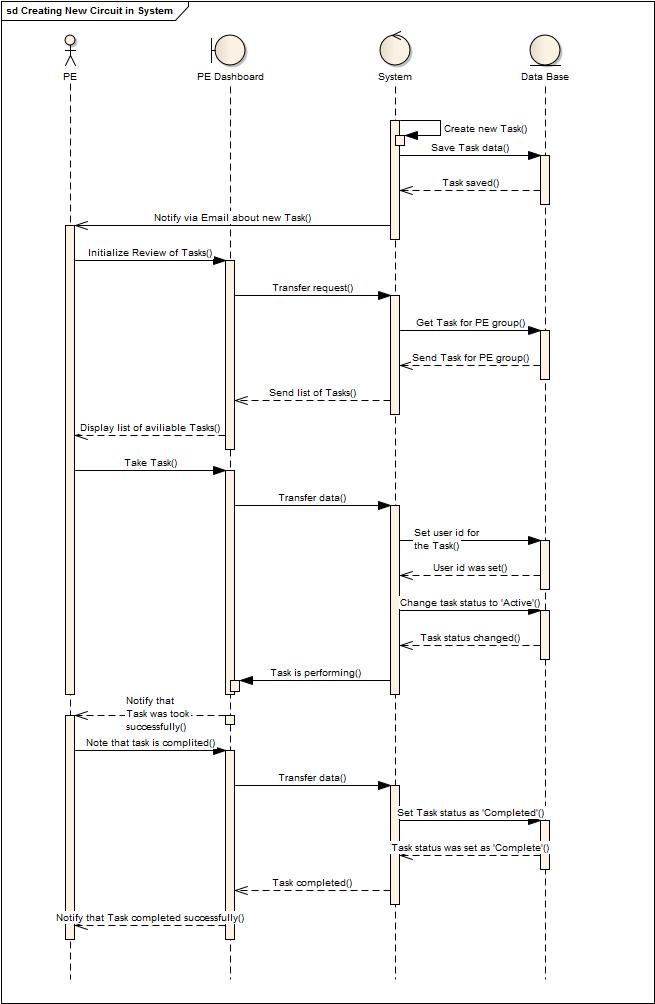 sd Creating New Circuit in System
PE
PE Dashboard
System
Data Base
Create new Task()
Save Task data()
Task saved()
Notify via Email about new Task()
Initialize Review of Tasks()
Transfer request()
Get Task for PE group()
Send Task for PE group()
Send list of Tasks()
Display list of aviliable Tasks()
Take Task()
Transfer data()
Set user id for
the Task()
User id was set()
Change task status to 'Active'()
Task status changed()
Task is performing()
Notify that
Task was took
successfully()
Note that task is complited()
Transfer data()
Set Task status as 'Completed'()
Task status was set as 'Complete'()
Task completed()
Notify that Task completed successfully()